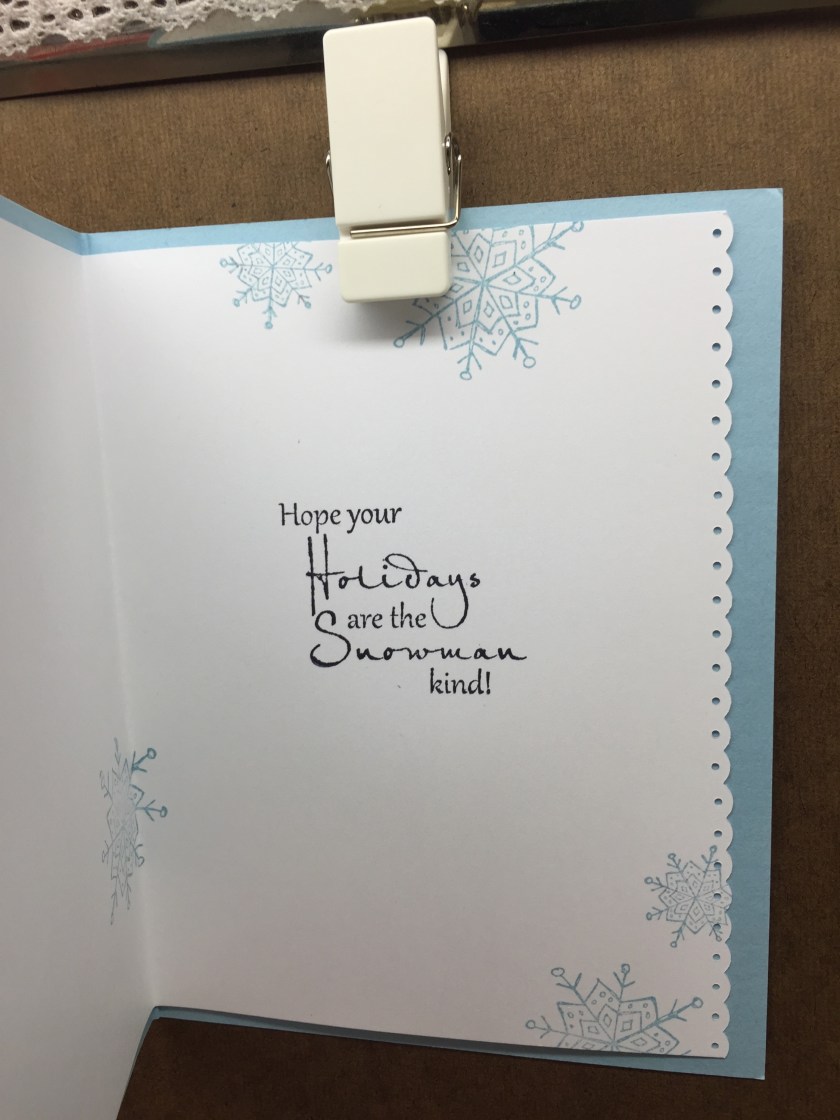 Hope your
Holidays
are the
Snowman
kind!